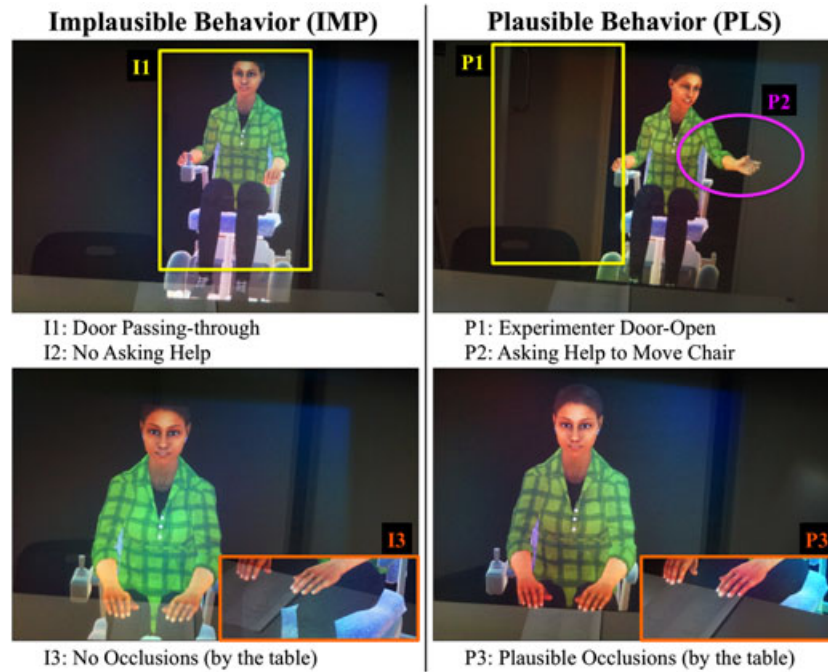 Implausible Behavior (IMP)
Plausible Behavior (PLS)
I1
P1
P2
I1: Door Passing-through
I2: No Asking Help
P1: Experimenter Door-Open
P2: Asking Help to Move Chair
I3
P3
I3: No Occlusions (by the table)
P3: Plausible Occlusions (by the table)